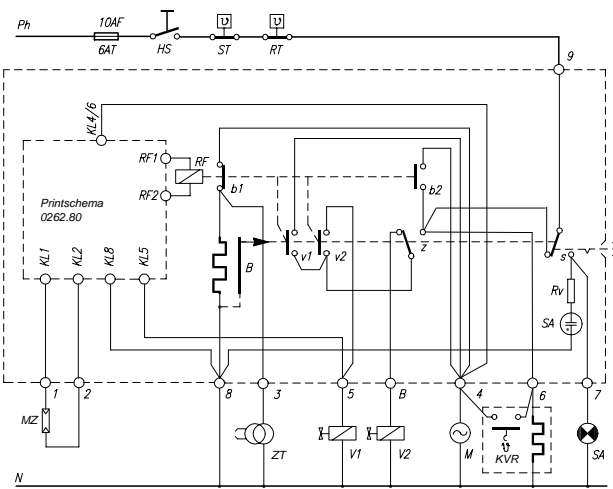 Ph
10AF
6AT
HS
ϑ
ST
ϑ
RT
9
KL4/6
RF1
RF
RF2
b1
b2
Printschema
0262.80
KL1
KL2
KL8
KL5
B
v1
v2
z
s
Rv
SA
1
2
8
3
5
B
4
6
7
MZ
ZT
V1
V2
M
ϑ
KVR
SA
N